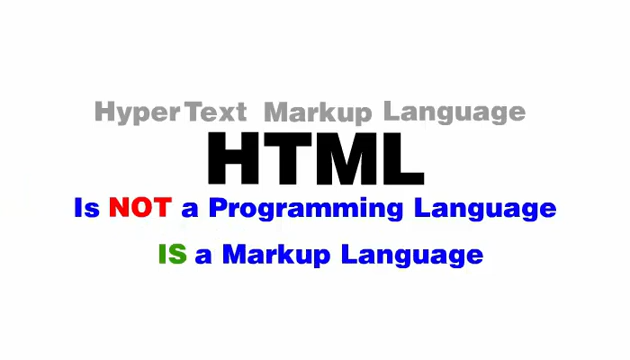 HyperText Markup Language
HTML
Is NOT a Programming Language
IS a Markup Language